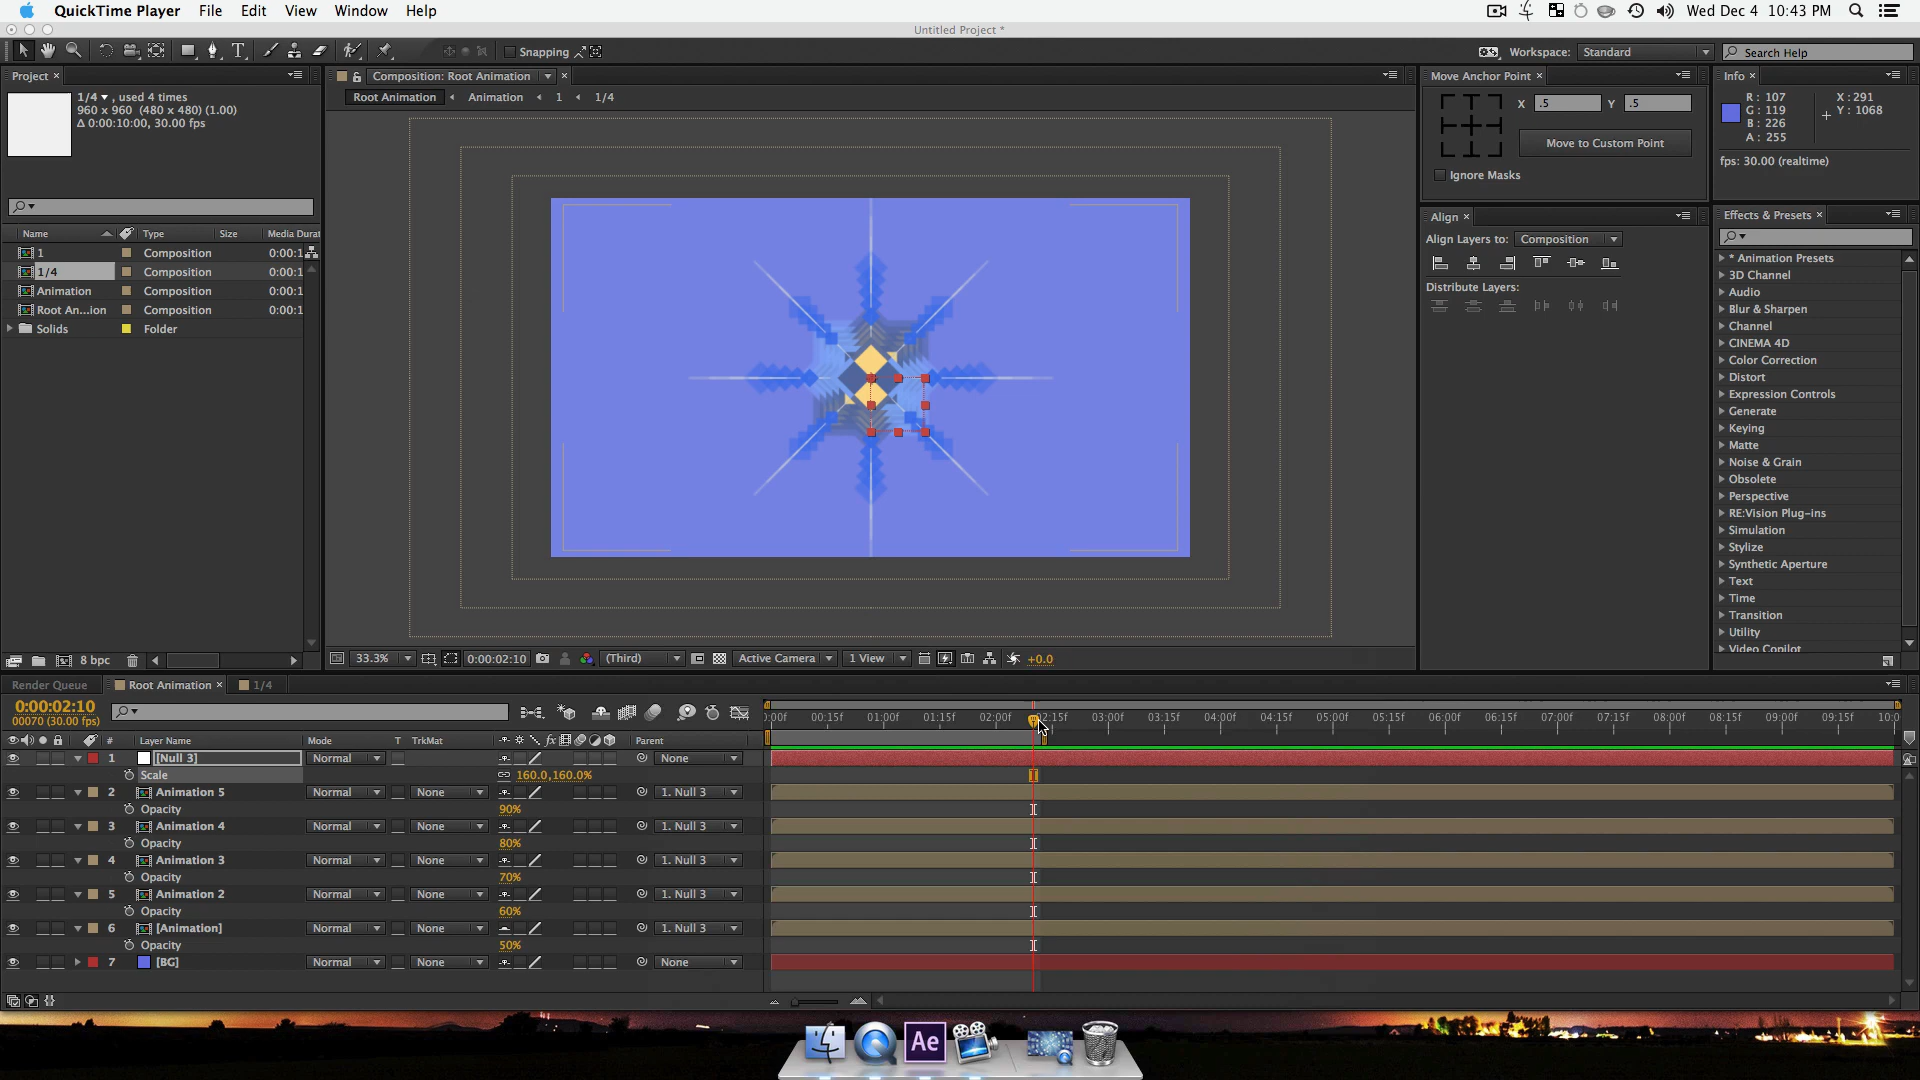 QuickTime Player File Edit View Window Help Wed Dec 4 10:43 PM
Untitled Project *
Snapping Workspace: Standard Search Help
Project × Composition: Root Animation × Move Anchor Point × Info ×
Root Animation Animation 1 1/4
1/4 , used 4 times
960 x 960 (480 x 480) (1.00)
Δ 0:00:10:00, 30.00 fps
X .5 Y .5
Move to Custom Point
Ignore Masks
R: 107
G: 119
B: 226
A: 255
X: 291
Y: 1068
fps: 30.00 (realtime)
Name Type Size Media Durat
1 Composition 0:00:1
1/4 Composition 0:00:1
Animation Composition 0:00:1
Root An...ion Composition 0:00:1
Solids Folder
Align ×
Align Layers to: Composition
Distribute Layers:
Effects & Presets ×
* Animation Presets
3D Channel
Audio
Blur & Sharpen
Channel
CINEMA 4D
Color Correction
Distort
Expression Controls
Generate
Keying
Matte
Noise & Grain
Obsolete
Perspective
RE:Vision Plug-ins
Simulation
Stylize
Synthetic Aperture
Text
Time
Transition
Utility
Video Copilot
8 bpc
33.3% 0:00:02:10 (Third) Active Camera 1 View +0.0
Render Queue Root Animation × 1/4
0:00:02:10
00070 (30.00 fps)
):00f 00:15f 01:00f 01:15f 02:00f 02:15f 03:00f 03:15f 04:00f 04:15f 05:00f 05:15f 06:00f 06:15f 07:00f 07:15f 08:00f 08:15f 09:00f 09:15f 10:0
# Layer Name Mode T TrkMat fx Parent
1 [Null 3] Normal None
Scale 160.0,160.0%
2 Animation 5 Normal None 1. Null 3
Opacity 90%
3 Animation 4 Normal None 1. Null 3
Opacity 80%
4 Animation 3 Normal None 1. Null 3
Opacity 70%
5 Animation 2 Normal None 1. Null 3
Opacity 60%
6 [Animation] Normal None 1. Null 3
Opacity 50%
7 [BG] Normal None None
Ae